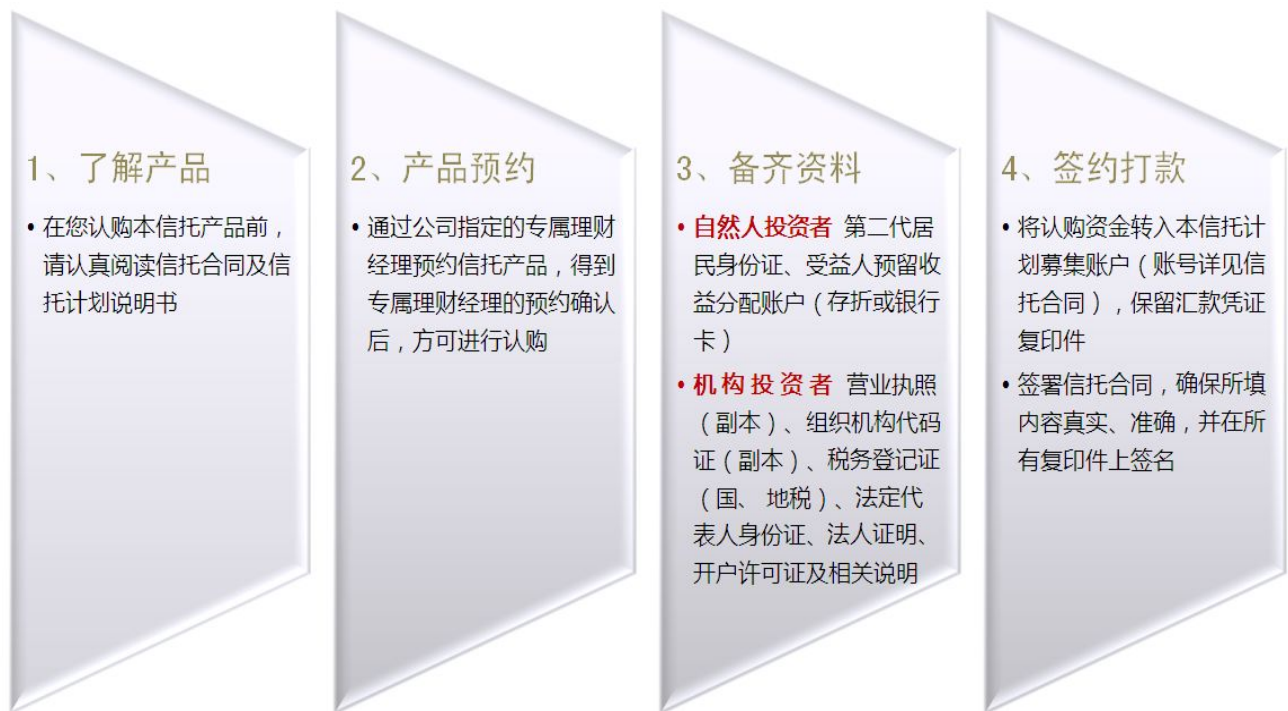 1、了解产品
• 在您认购本信托产品前，
请认真阅读信托合同及信
托计划说明书
2、产品预约
• 通过公司指定的专属理财
经理预约信托产品，得到
专属理财经理的预约确认
后，方可进行认购
3、备齐资料
• 自然人投资者 第二代居
民身份证、受益人预留收
益分配账户（存折或银行
卡）
• 机构投资者 营业执照
（副本）、组织机构代码
证（副本）、税务登记证
（国、 地税）、法定代
表人身份证、法人证明、
开户许可证及相关说明
4、签约打款
• 将认购资金转入本信托计
划募集账户（账号详见信
托合同），保留汇款凭证
复印件
• 签署信托合同，确保所填
内容真实、准确，并在所
有复印件上签名